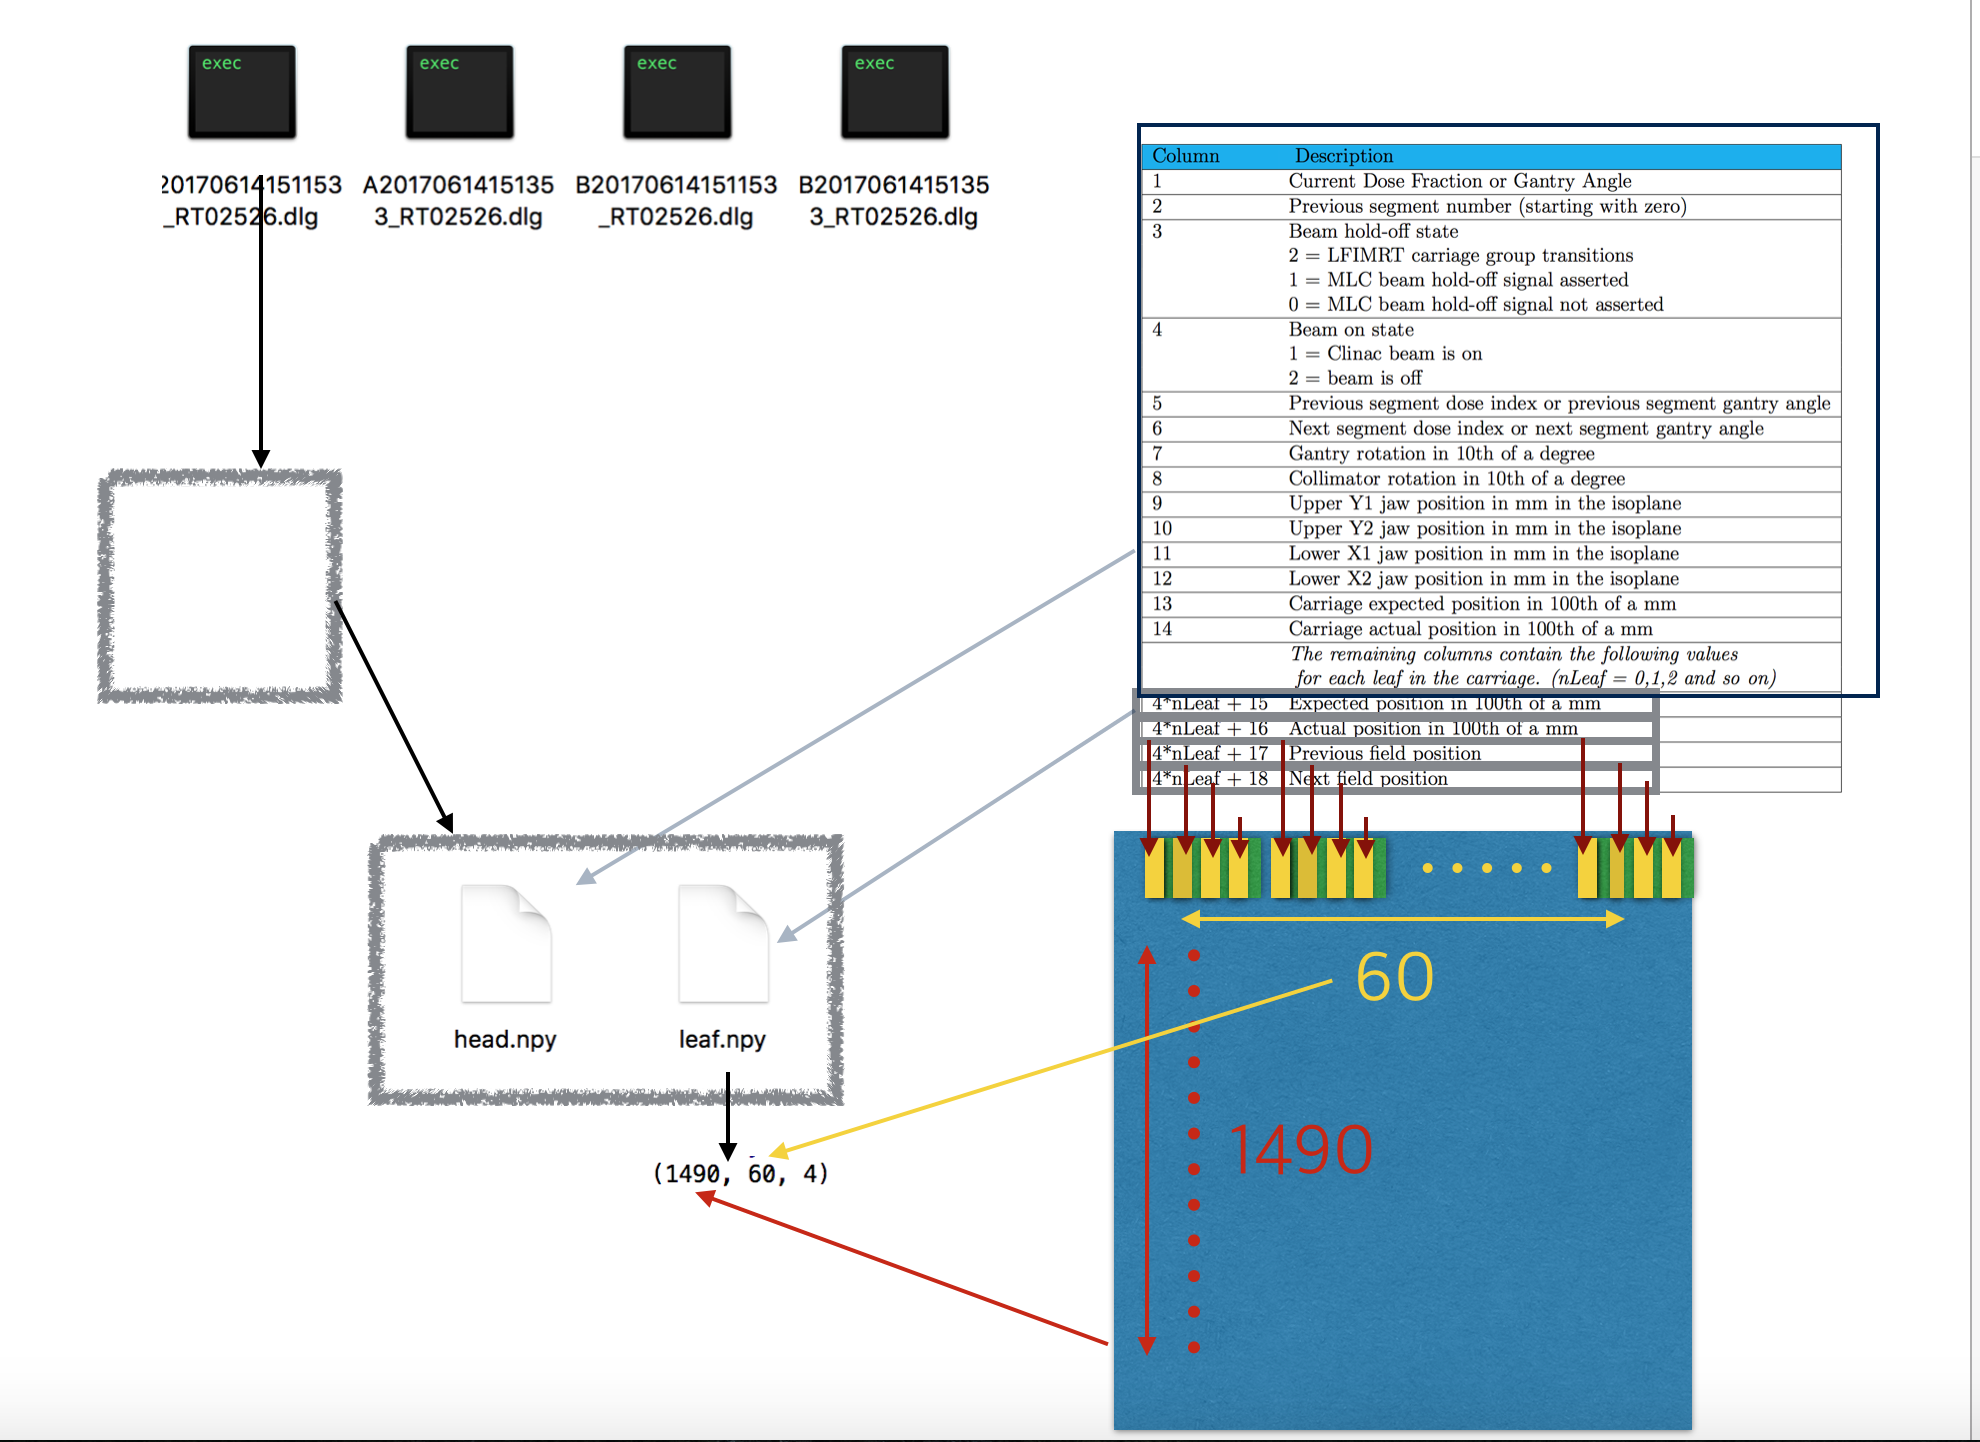 exec
exec
exec
exec
20170614151153
_RT02526.dlg
A2017061415135
3_RT02526.dlg
B20170614151153
_RT02526.dlg
B2017061415135
3_RT02526.dlg
Column Description
1 Current Dose Fraction or Gantry Angle
2 Previous segment number (starting with zero)
3 Beam hold-off state
2 = LFIMRT carriage group transitions
1 = MLC beam hold-off signal asserted
0 = MLC beam hold-off signal not asserted
4 Beam on state
1 = Clinac beam is on
2 = beam is off
5 Previous segment dose index or previous segment gantry angle
6 Next segment dose index or next segment gantry angle
7 Gantry rotation in 10th of a degree
8 Collimator rotation in 10th of a degree
9 Upper Y1 jaw position in mm in the isoplane
10 Upper Y2 jaw position in mm in the isoplane
11 Lower X1 jaw position in mm in the isoplane
12 Lower X2 jaw position in mm in the isoplane
13 Carriage expected position in 100th of a mm
14 Carriage actual position in 100th of a mm
The remaining columns contain the following values
for each leaf in the carriage. (nLeaf = 0,1,2 and so on)
4*nLeaf + 15 Expected position in 100th of a mm
4*nLeaf + 16 Actual position in 100th of a mm
4*nLeaf + 17 Previous field position
4*nLeaf + 18 Next field position
60
1490
head.npy
leaf.npy
(1490, 60, 4)